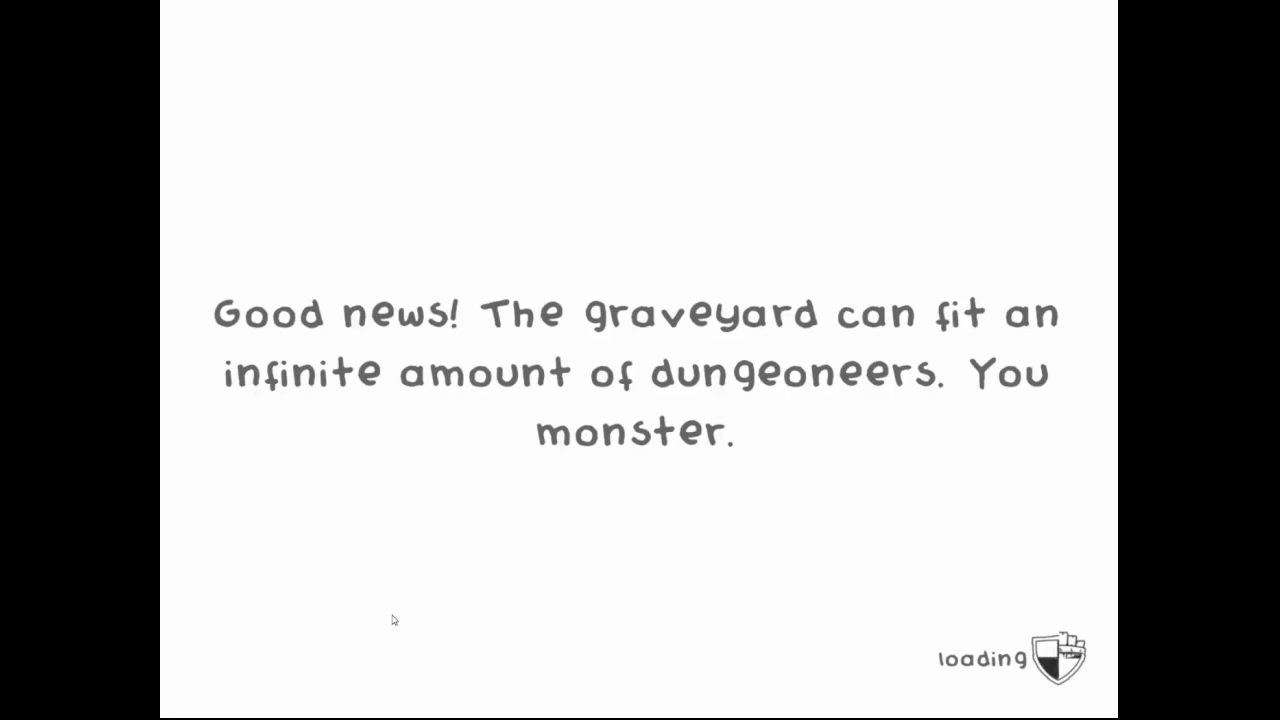 Good news! The graveyard can fit an
infinite amount of dungeoneers. You
monster.
loading